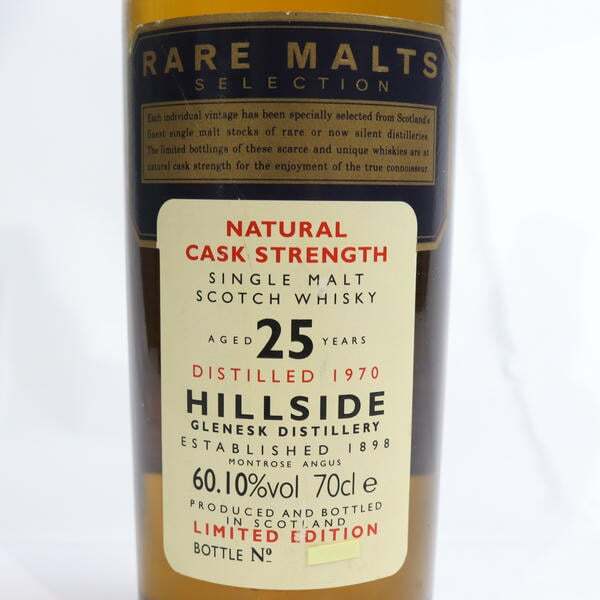 RARE MALTS
SELECTION
Each individual vintage has been specially selected from Scotland's
finest single malt stocks of rare or now silent distilleries.
The limited bottlings of these scarce and unique whiskies are at
natural cask strength for the enjoyment of the true connoisseur.
NATURAL
CASK STRENGTH
SINGLE MALT
SCOTCH WHISKY
AGED 25 YEARS
DISTILLED 1970
HILLSIDE
GLENESK DISTILLERY
ESTABLISHED 1898
MONTROSE ANGUS
60.10%vol 70cl e
PRODUCED AND BOTTLED
IN SCOTLAND
LIMITED EDITION
BOTTLE Nº